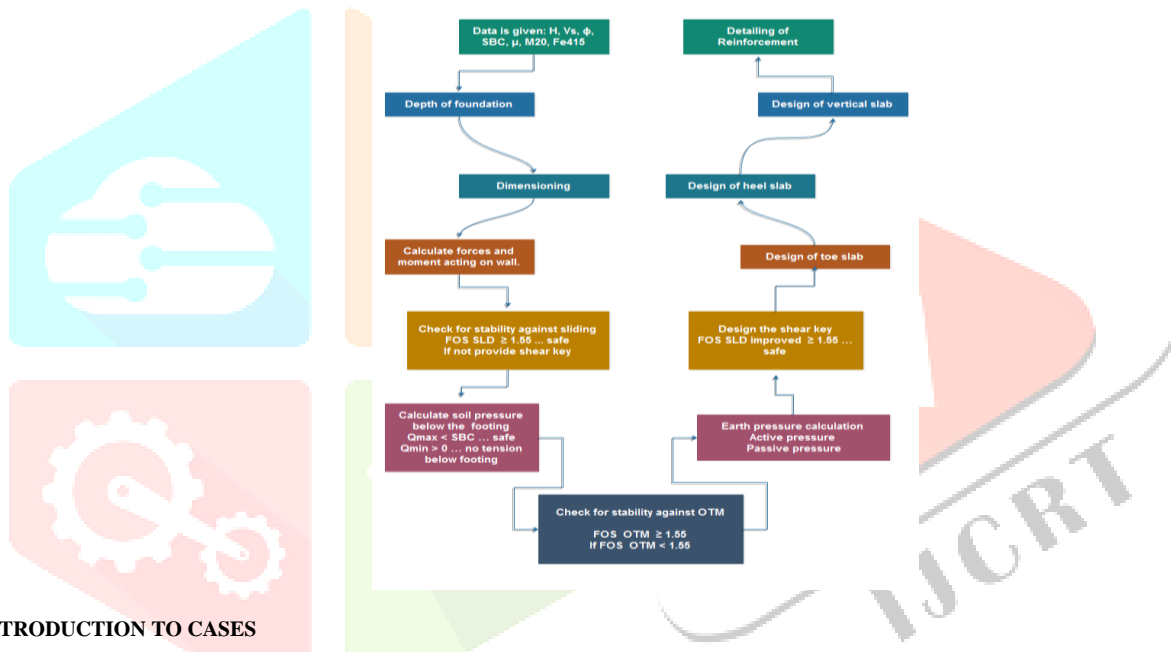 Data is given: H, Vs, ϕ,
SBC, μ, M20, Fe415
Depth of foundation
Dimensioning
Calculate forces and
moment acting on wall.
Check for stability against sliding
FOS SLD ≥ 1.55 ... safe
If not provide shear key
Calculate soil pressure
below the footing
Qmax < SBC ... safe
Qmin > 0 ... no tension
below footing
Check for stability against OTM
FOS OTM ≥ 1.55
If FOS OTM < 1.55
Earth pressure calculation
Active pressure
Passive pressure
Design the shear key
FOS SLD improved ≥ 1.55 ...
safe
Design of toe slab
Design of heel slab
Design of vertical slab
Detailing of
Reinforcement
IJCRT
TRODUCTION TO CASES